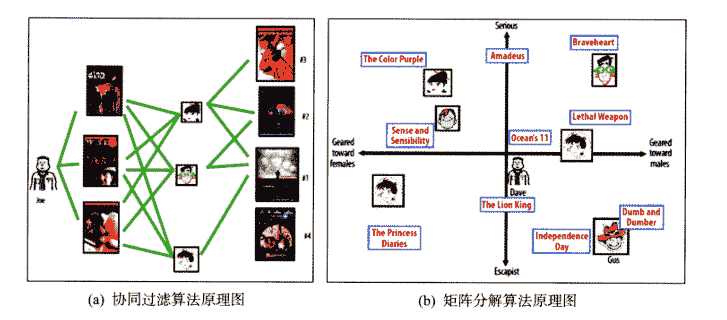 Joe
#3
#2
#1
#4
(a) 协同过滤算法原理图
Serious
Braveheart
The Color Purple
Amadeus
Lethal Weapon
Sense and
Sensibility
Ocean's 11
Geared
toward
females
Geared
toward
males
Dave
The Lion King
Dumb and
Dumber
The Princess
Diaries
Independence
Day
Gus
Escapist
(b) 矩阵分解算法原理图